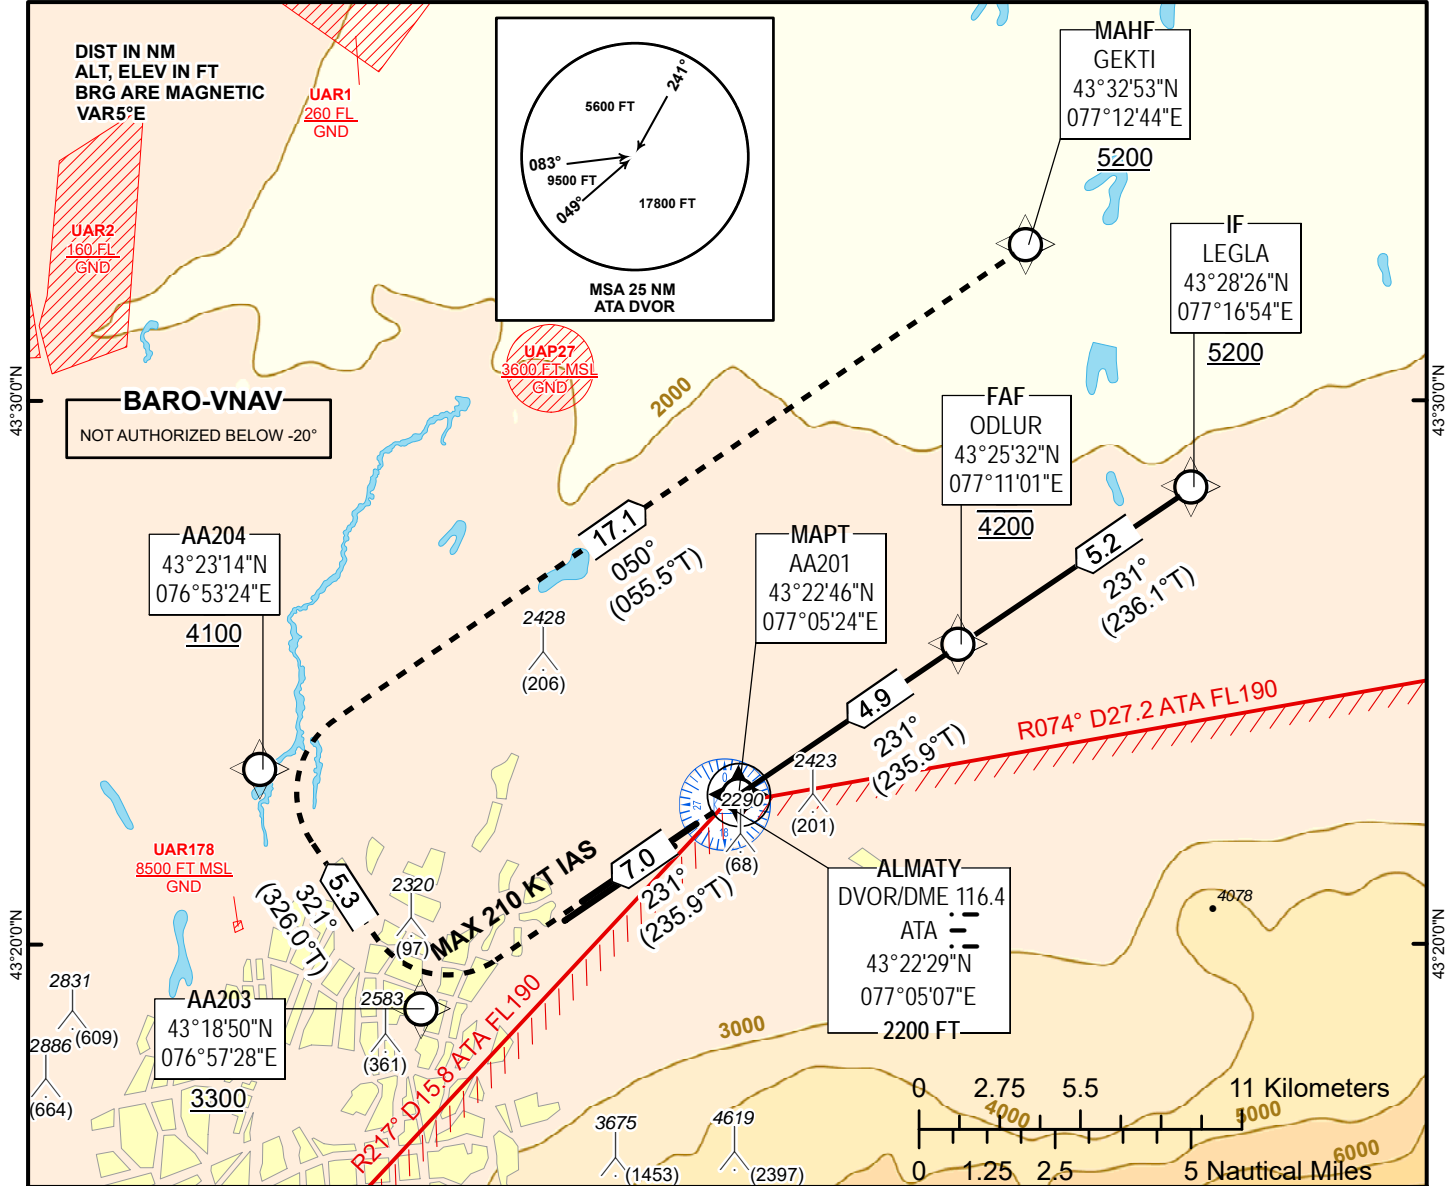 DIST IN NM
ALT, ELEV IN FT
BRG ARE MAGNETIC
VAR5°E
UAR1
260 FL
GND
UAR2
160 FL
GND
5600 FT
241°
083°
9500 FT
049°
17800 FT
MSA 25 NM
ATA DVOR
MAHF
GEKTI
43°32'53"N
077°12'44"E
5200
IF
LEGLA
43°28'26"N
077°16'54"E
5200
UAP27
3600 FT MSL
GND
2000
43°30'0"N
43°30'0"N
BARO-VNAV
NOT AUTHORIZED BELOW -20°
FAF
ODLUR
43°25'32"N
077°11'01"E
4200
17.1
050°
(055.5°T)
5.2
231°
(236.1°T)
AA204
43°23'14"N
076°53'24"E
4100
MAPT
AA201
43°22'46"N
077°05'24"E
2428
(206)
4.9
231°
(235.9°T)
R074° D27.2 ATA FL190
2423
(201)
0
27
18
2290
(68)
UAR178
8500 FT MSL
GND
5.3
321°
(326.0°T)
2320
(97)
MAX 210 KT IAS
7.0
231°
(235.9°T)
ALMATY
DVOR/DME 116.4
ATA
43°22'29"N
077°05'07"E
2200 FT
4078
43°20'0"N
43°20'0"N
2831
(609)
2886
(664)
AA203
43°18'50"N
076°57'28"E
3300
2583
(361)
R217° D15.8 ATA FL190
3000
4000
5000
6000
3675
(1453)
4619
(2397)
0 2.75 5.5 11 Kilometers
0 1.25 2.5 5 Nautical Miles